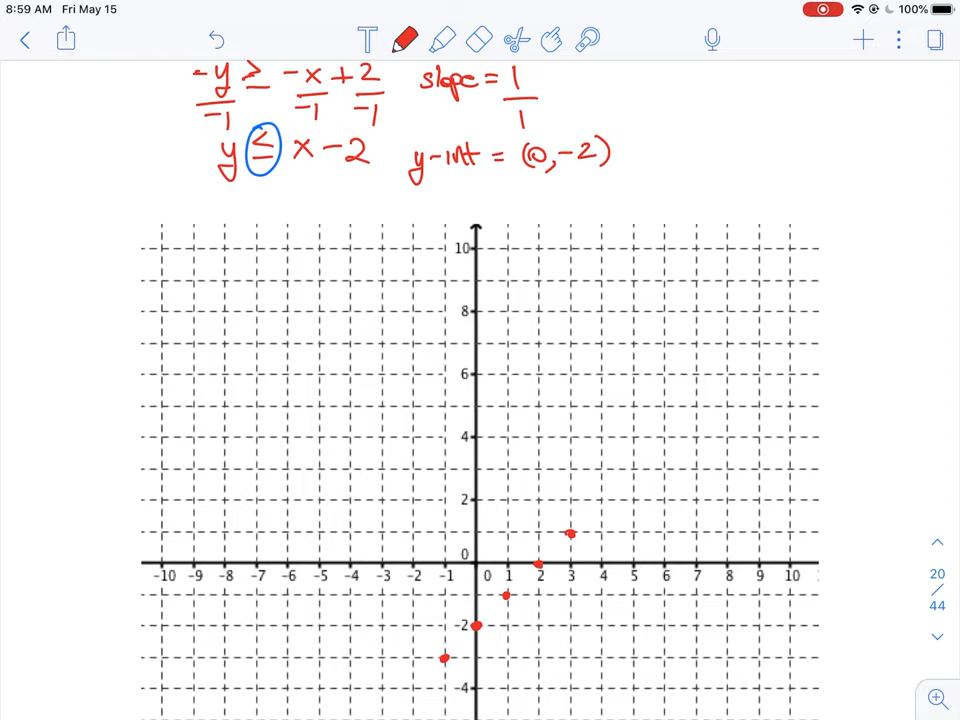 8:59 AM Fri May 15 100%
T
-y ≥ -x + 2 slope = 1
-1 -1 -1 1
y ≤ x - 2 y-int = (0, -2)
10
8
6
4
2
0
-10 -9 -8 -7 -6 -5 -4 -3 -2 -1 0 1 2 3 4 5 6 7 8 9 10
-2
-4
20
/
44